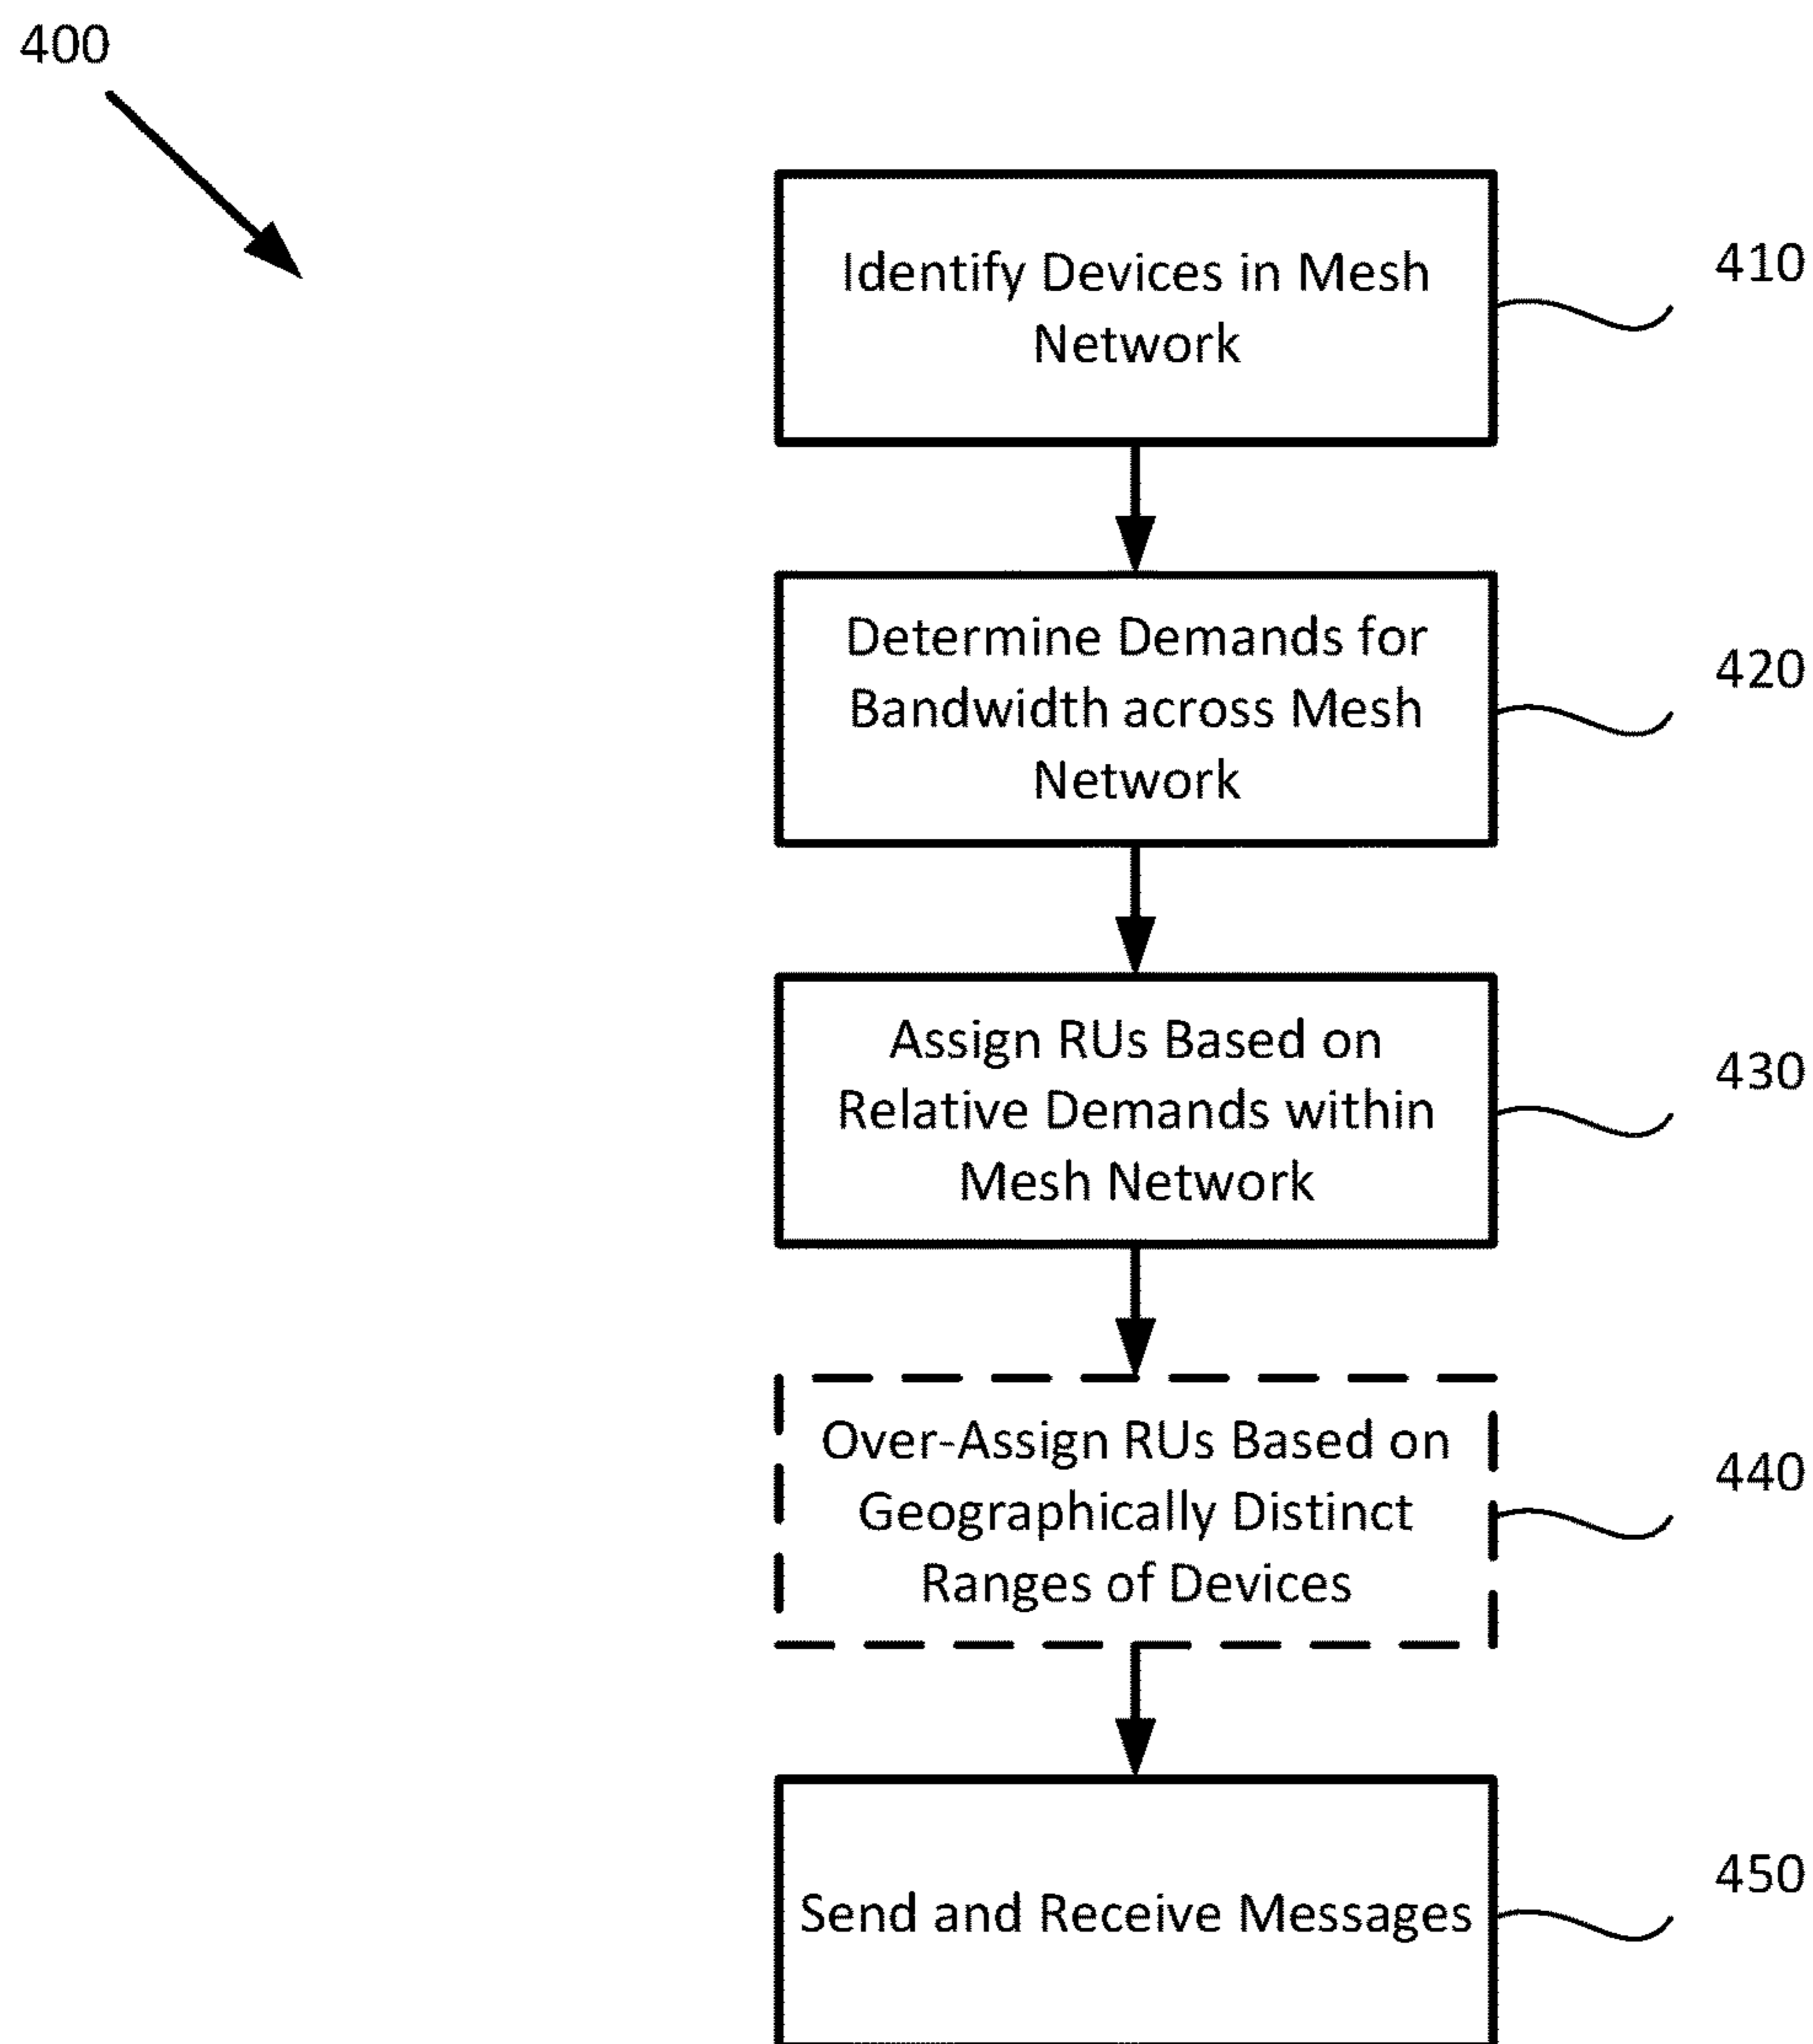 400
Identify Devices in Mesh
Network
410
Determine Demands for
Bandwidth across Mesh
Network
420
Assign RUs Based on
Relative Demands within
Mesh Network
430
Over-Assign RUs Based on
Geographically Distinct
Ranges of Devices
440
Send and Receive Messages
450